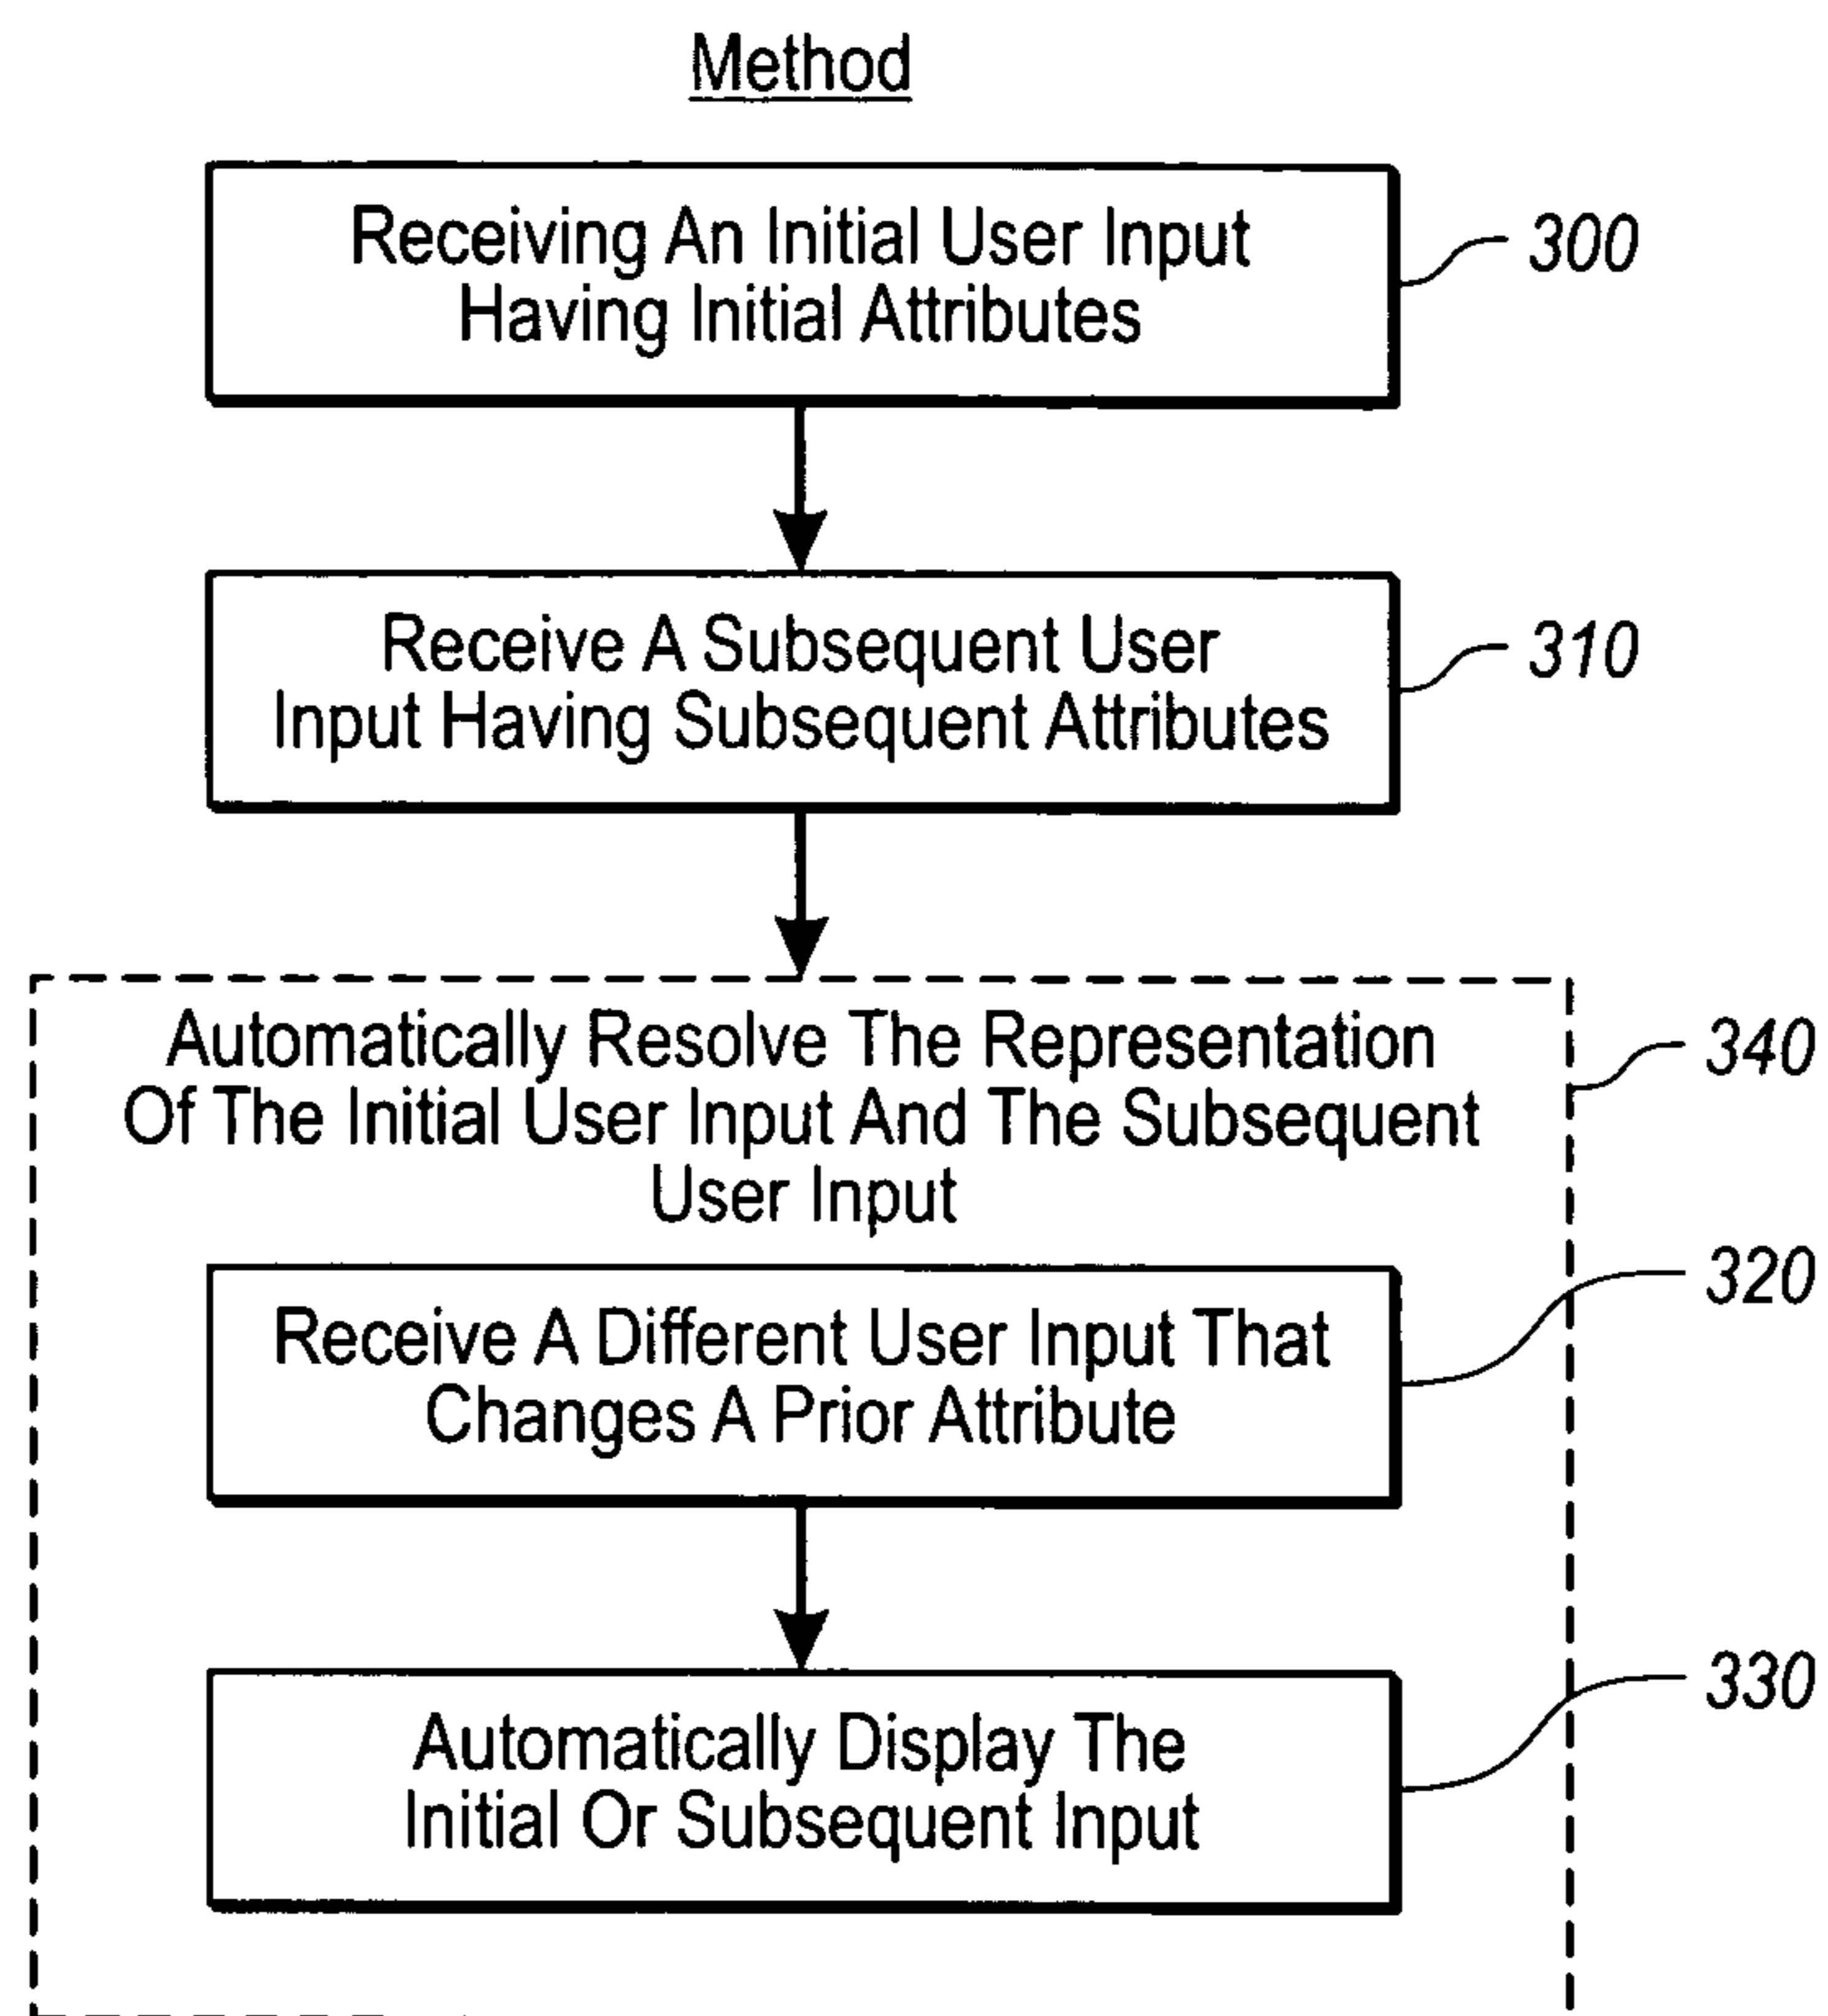 Method
Receiving An Initial User Input
Having Initial Attributes
300
Receive A Subsequent User
Input Having Subsequent Attributes
310
Automatically Resolve The Representation
Of The Initial User Input And The Subsequent
User Input
340
Receive A Different User Input That
Changes A Prior Attribute
320
Automatically Display The
Initial Or Subsequent Input
330